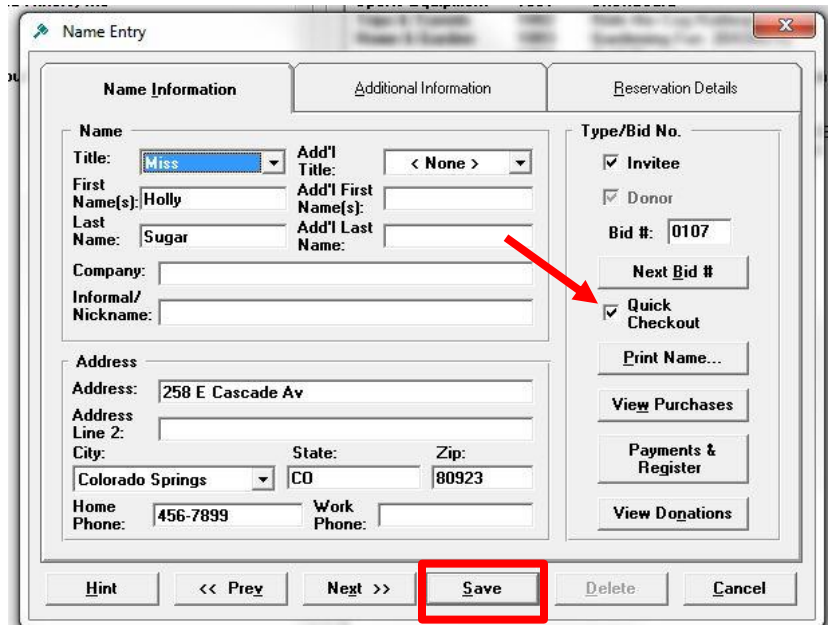 Name Entry
Name Information
Additional Information
Reservation Details
Name
Title: Miss
Add'l Title: < None >
First Name(s): Holly
Add'l First Name(s):
Last Name: Sugar
Add'l Last Name:
Company:
Informal/ Nickname:
Type/Bid No.
Invitee
Donor
Bid #: 0107
Next Bid #
Quick Checkout
Print Name...
View Purchases
Payments & Register
View Donations
Address
Address: 258 E Cascade Av
Address Line 2:
City: State: Zip:
Colorado Springs CO 80923
Home Phone: 456-7899
Work Phone:
Hint << Prev Next >> Save Delete Cancel